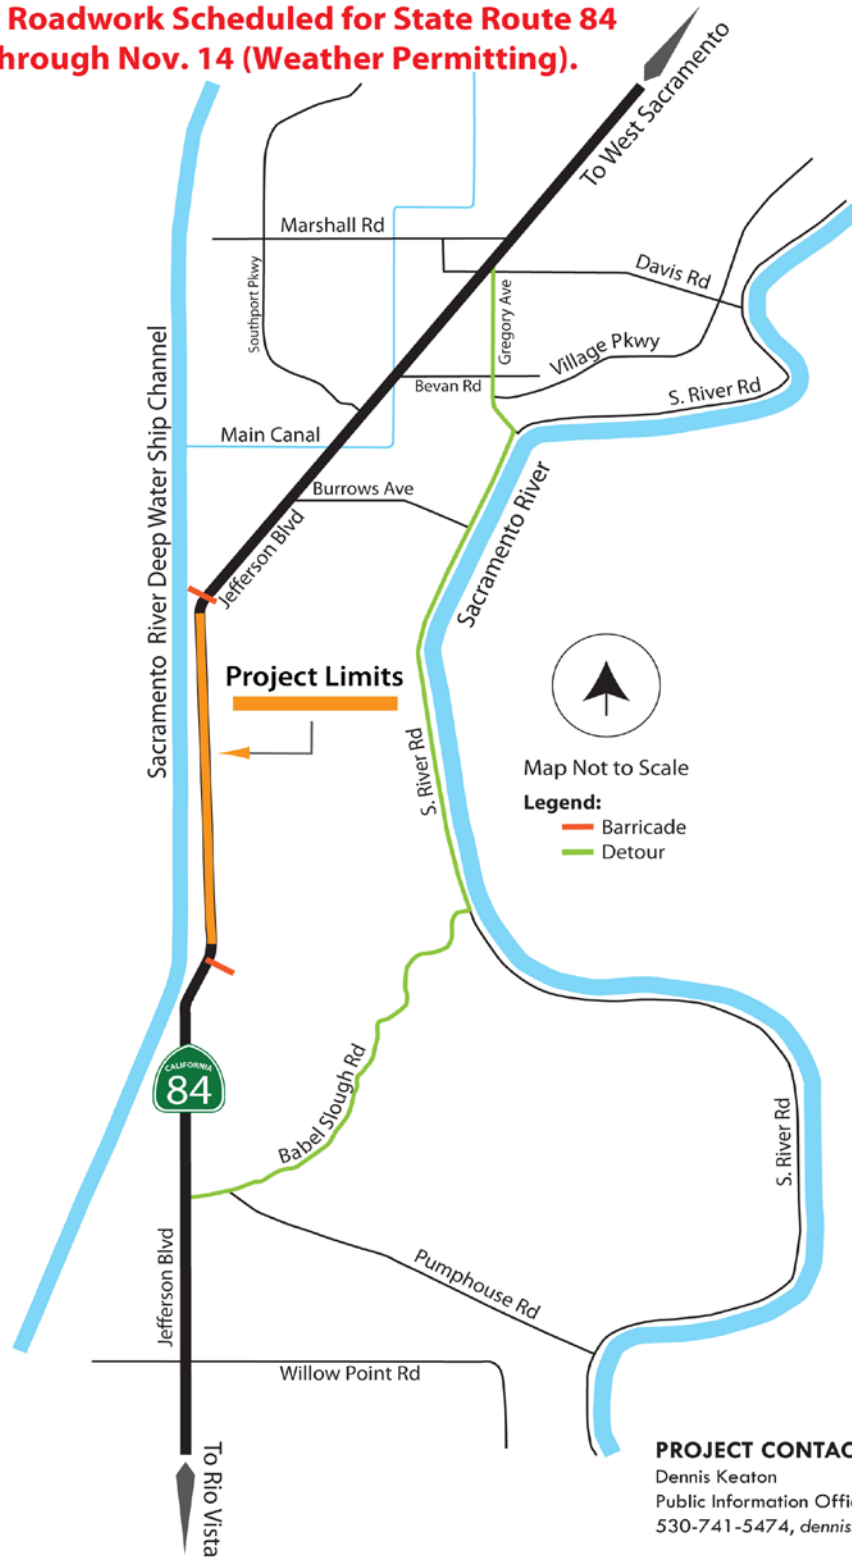 Roadwork Scheduled for State Route 84
hrough Nov. 14 (Weather Permitting).
To West Sacramento
Marshall Rd
Southport Pkwy
Davis Rd
Gregory Ave
Village Pkwy
Bevan Rd
S. River Rd
Sacramento River Deep Water Ship Channel
Main Canal
Burrows Ave
Jefferson Blvd
Sacramento River
Project Limits
S. River Rd
Map Not to Scale
Legend:
Barricade
Detour
CALIFORNIA
84
Babel Slough Rd
S. River Rd
Jefferson Blvd
Pumphouse Rd
Willow Point Rd
To Rio Vista
PROJECT CONTAC
Dennis Keaton
Public Information Offi
530-741-5474, dennis